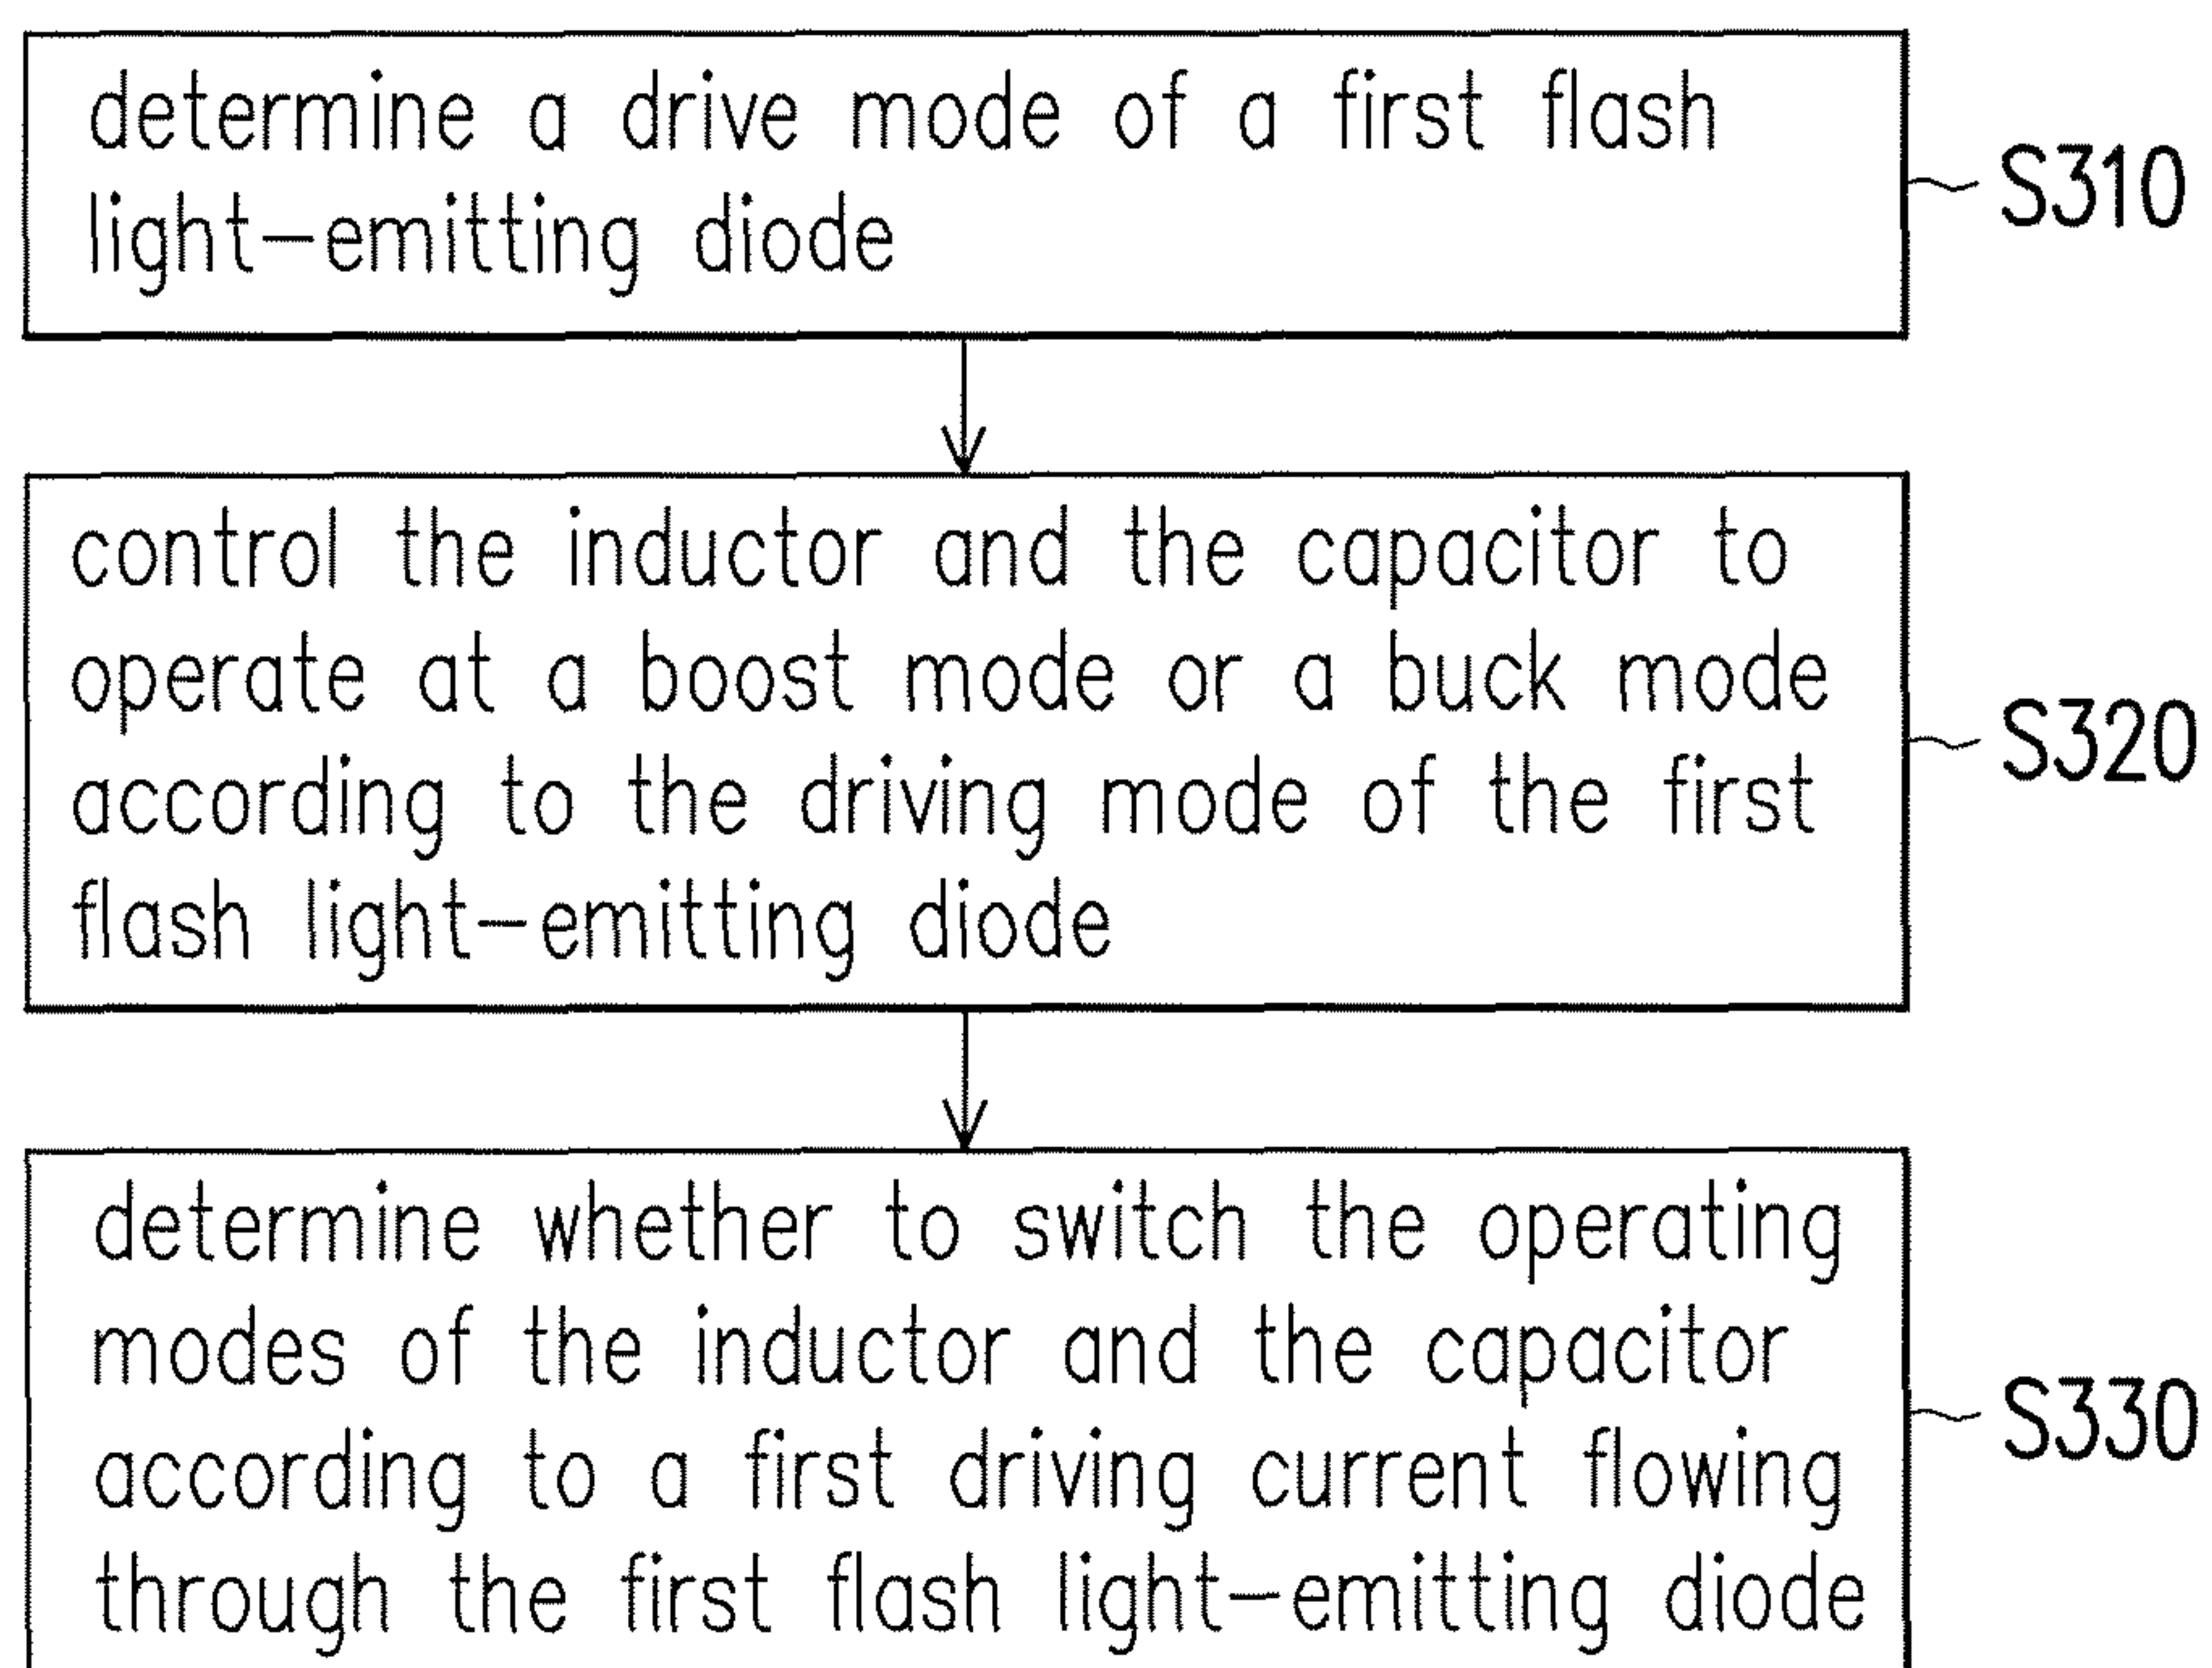 determine a drive mode of a first flash
light-emitting diode
S310
control the inductor and the capacitor to
operate at a boost mode or a buck mode
according to the driving mode of the first
flash light-emitting diode
S320
determine whether to switch the operating
modes of the inductor and the capacitor
according to a first driving current flowing
through the first flash light-emitting diode
S330